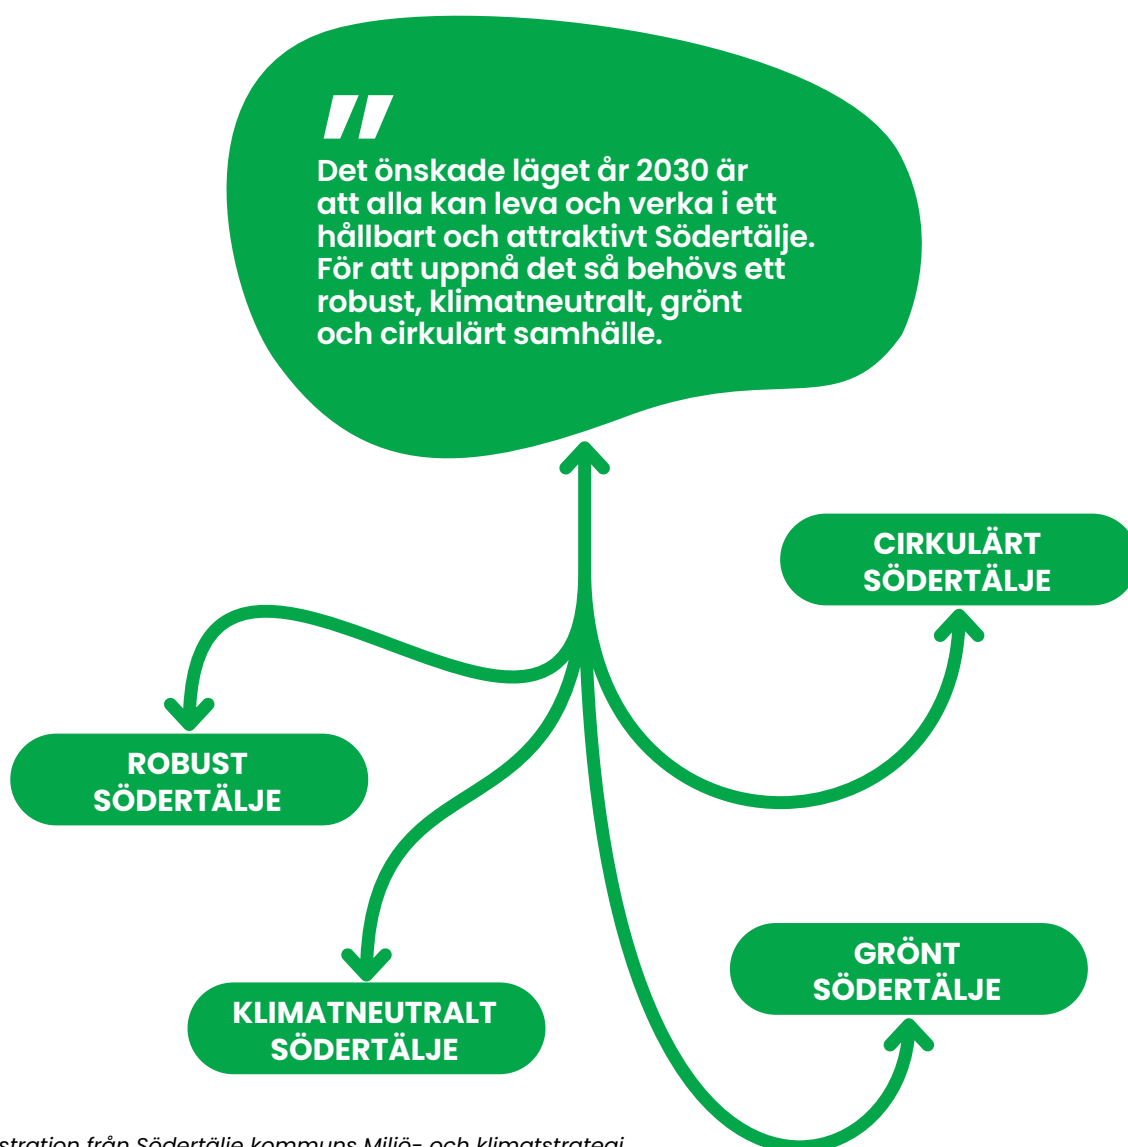 "
Det önskade läget år 2030 är
att alla kan leva och verka i ett
hållbart och attraktivt Södertälje.
För att uppnå det så behövs ett
robust, klimatneutralt, grönt
och cirkulärt samhälle.
CIRKULÄRT
SÖDERTÄLJE
ROBUST
SÖDERTÄLJE
GRÖNT
SÖDERTÄLJE
KLIMATNEUTRALT
SÖDERTÄLJE
från Södertälje kommuns Miljö- och klimatstrategi